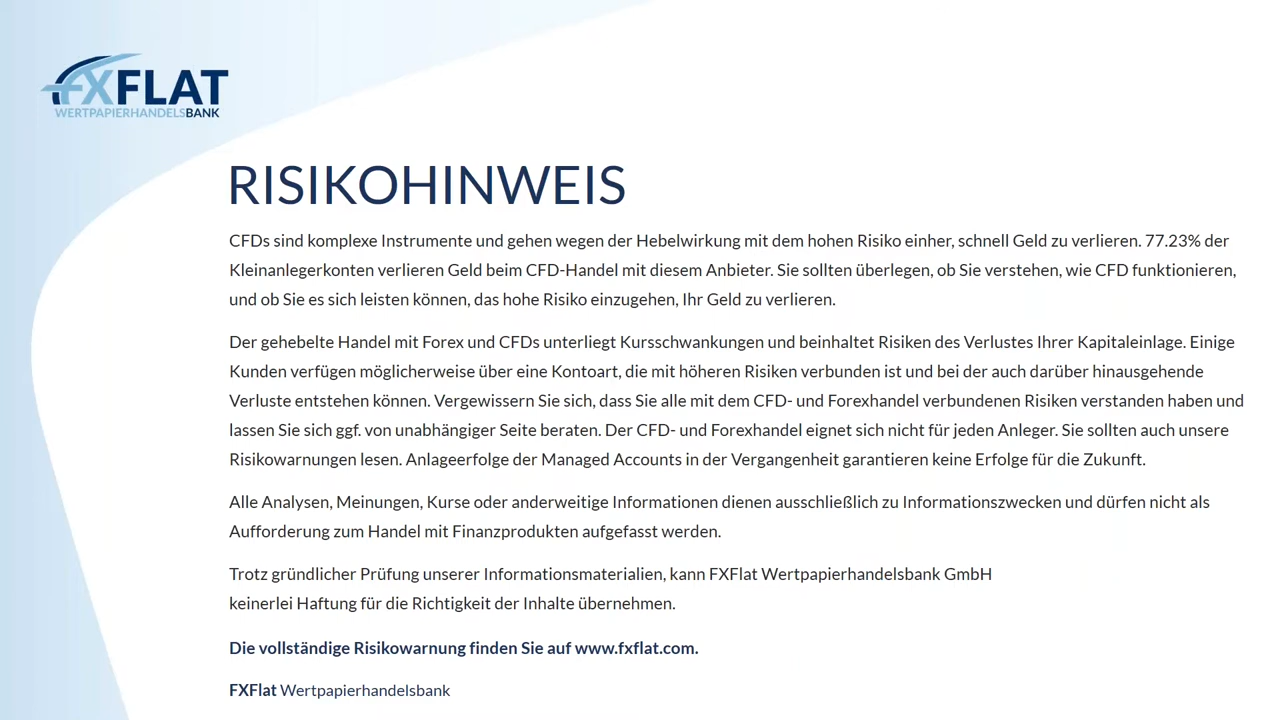 FXFLAT
WERTPAPIERHANDELSBANK
RISIKOHINWEIS
CFDs sind komplexe Instrumente und gehen wegen der Hebelwirkung mit dem hohen Risiko einher, schnell Geld zu verlieren. 77.23% der
Kleinanlegerkonten verlieren Geld beim CFD-Handel mit diesem Anbieter. Sie sollten überlegen, ob Sie verstehen, wie CFD funktionieren,
und ob Sie es sich leisten können, das hohe Risiko einzugehen, Ihr Geld zu verlieren.
Der gehebelte Handel mit Forex und CFDs unterliegt Kursschwankungen und beinhaltet Risiken des Verlustes Ihrer Kapitaleinlage. Einige
Kunden verfügen möglicherweise über eine Kontoart, die mit höheren Risiken verbunden ist und bei der auch darüber hinausgehende
Verluste entstehen können. Vergewissern Sie sich, dass Sie alle mit dem CFD- und Forexhandel verbundenen Risiken verstanden haben und
lassen Sie sich ggf. von unabhängiger Seite beraten. Der CFD- und Forexhandel eignet sich nicht für jeden Anleger. Sie sollten auch unsere
Risikowarnungen lesen. Anlageerfolge der Managed Accounts in der Vergangenheit garantieren keine Erfolge für die Zukunft.
Alle Analysen, Meinungen, Kurse oder anderweitige Informationen dienen ausschließlich zu Informationszwecken und dürfen nicht als
Aufforderung zum Handel mit Finanzprodukten aufgefasst werden.
Trotz gründlicher Prüfung unserer Informationsmaterialien, kann FXFlat Wertpapierhandelsbank GmbH
keinerlei Haftung für die Richtigkeit der Inhalte übernehmen.
Die vollständige Risikowarnung finden Sie auf www.fxflat.com.
FXFlat Wertpapierhandelsbank